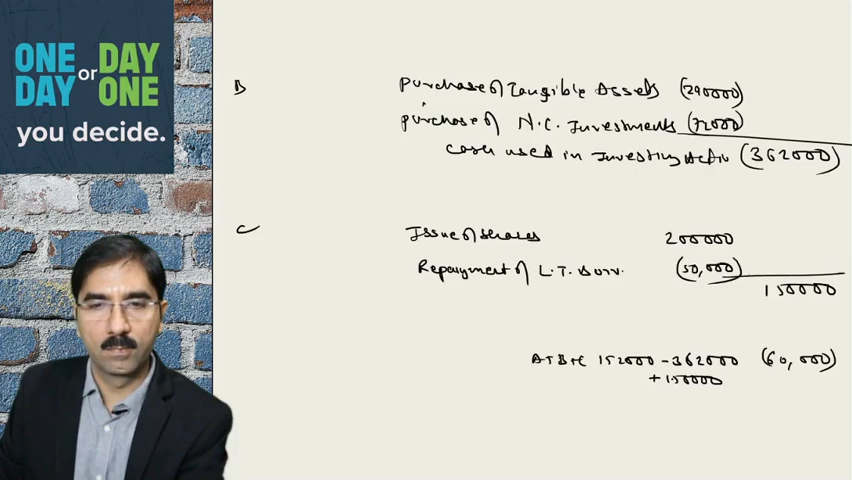 ONE DAY or DAY ONE
you decide.
B purchase of Tangible Assets (290000)
purchase of N.C. Investments (72000)
cash used in Investing Activ (362000)
C Issue of shares 200000
Repayment of L.T. Borr. (50,000)
150000
A+B+C 152000 - 362000 (60,000)
+150000